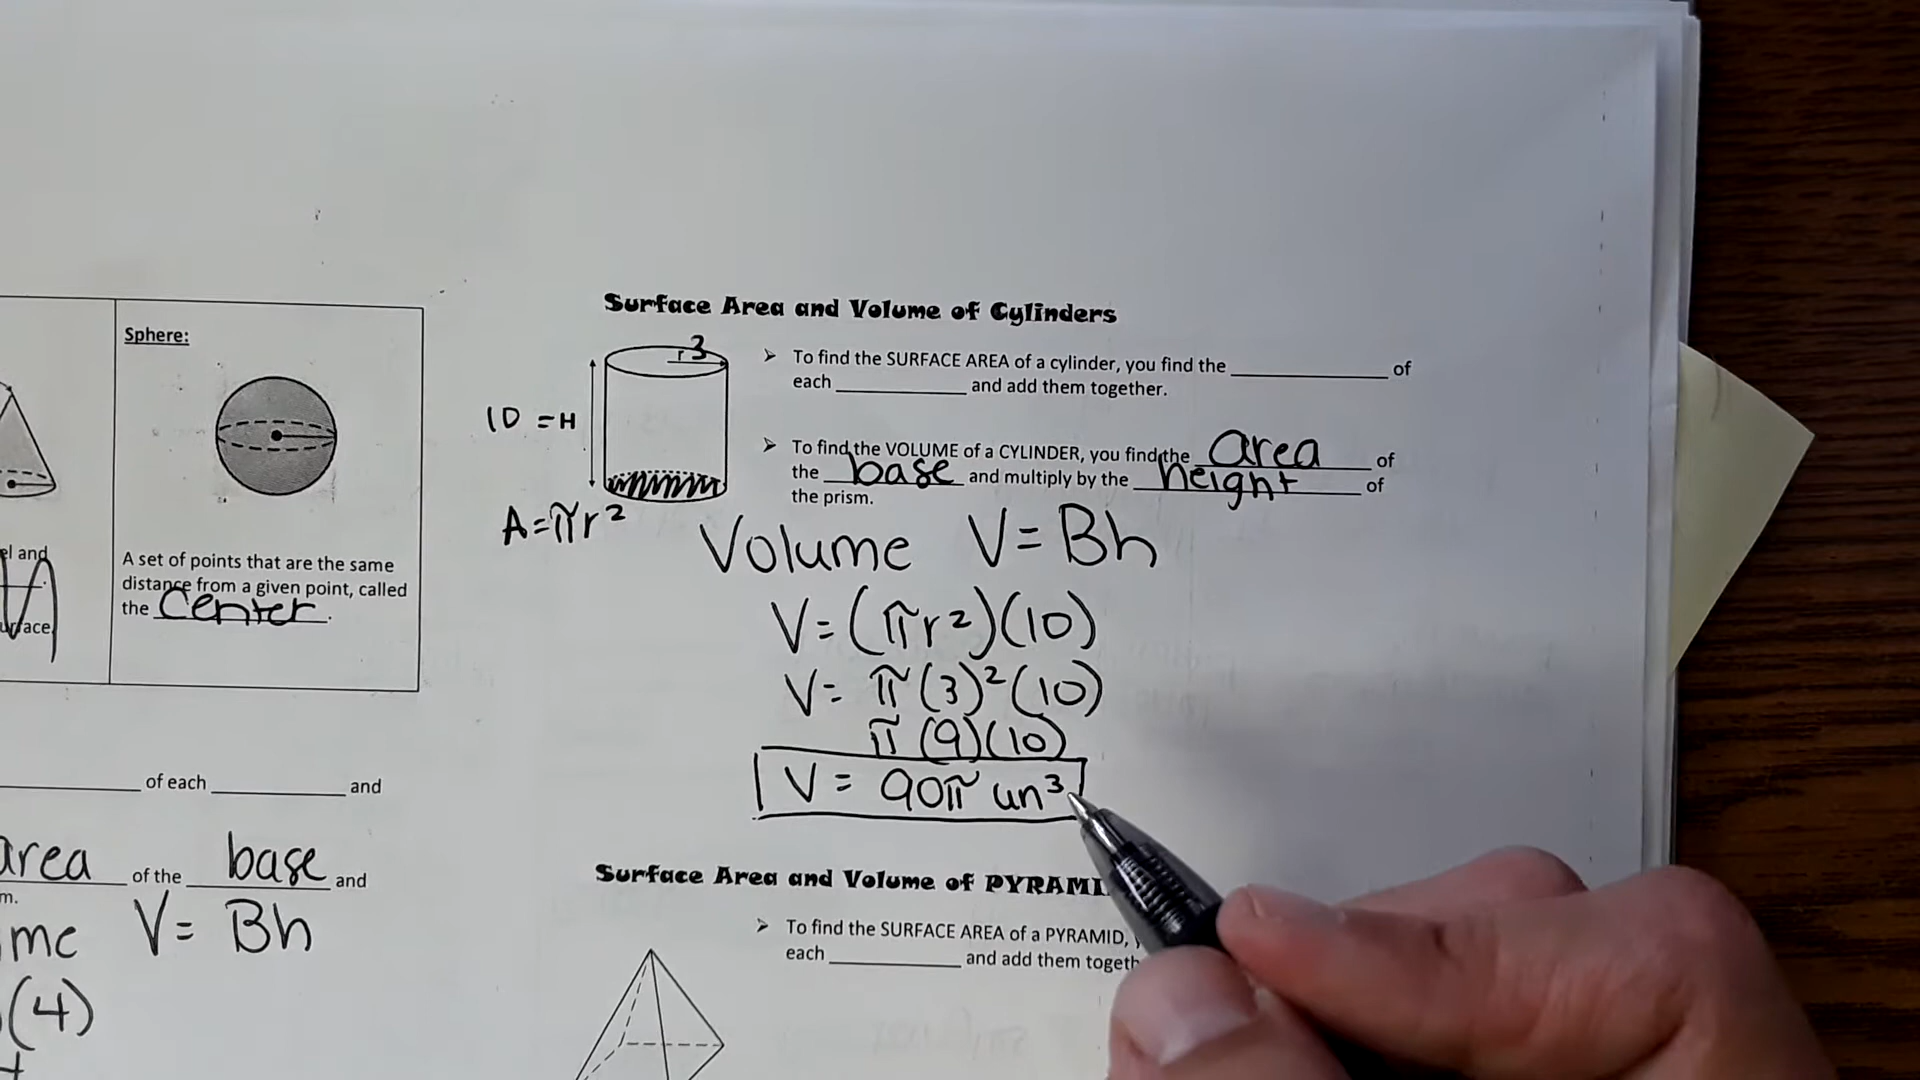 Sphere:
A set of points that are the same
distance from a given point, called
the center.
el and
urface.
of each ____________ and
area of the base and
m.
me V= Bh
(4)
Surface Area and Volume of Cylinders
r 3
10 = H
A=πr²
➢ To find the SURFACE AREA of a cylinder, you find the ____________ of
each ____________ and add them together.
➢ To find the VOLUME of a CYLINDER, you find the area of
the base and multiply by the height of
the prism.
Volume V=Bh
V=(πr²)(10)
V= π(3)²(10)
π(9)(10)
V= 90π un³
Surface Area and Volume of PYRAMI
➢ To find the SURFACE AREA of a PYRAMID,
each ____________ and add them togeth